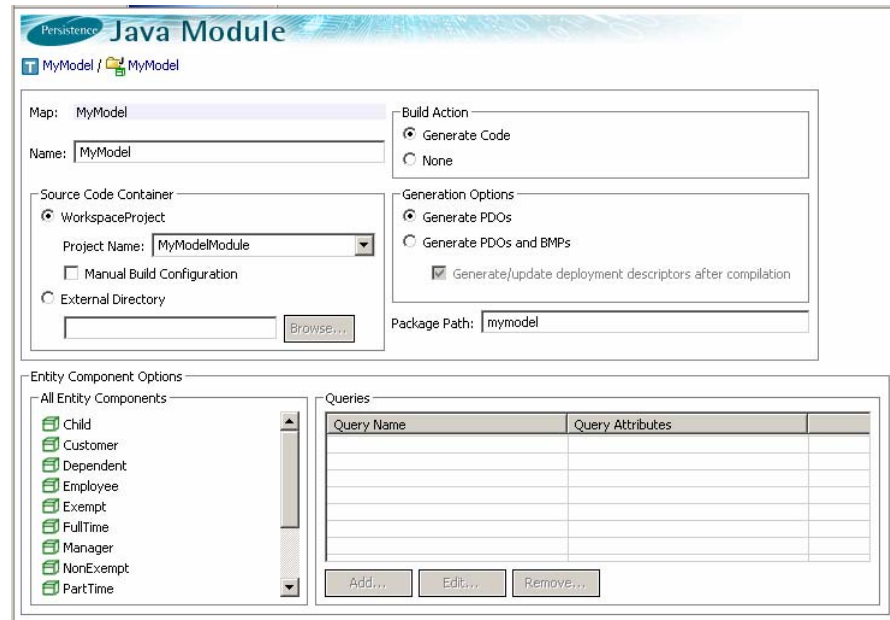 Persistence Java Module
MyModel / MyModel
Map: MyModel
Name: MyModel
Build Action
Generate Code
None
Source Code Container
WorkspaceProject
Project Name: MyModelModule
Manual Build Configuration
External Directory
Browse...
Generation Options
Generate PDOs
Generate PDOs and BMPs
Generate/update deployment descriptors after compilation
Package Path: mymodel
Entity Component Options
All Entity Components
Child
Customer
Dependent
Employee
Exempt
FullTime
Manager
NonExempt
PartTime
Queries
Query Name Query Attributes
Add... Edit... Remove...